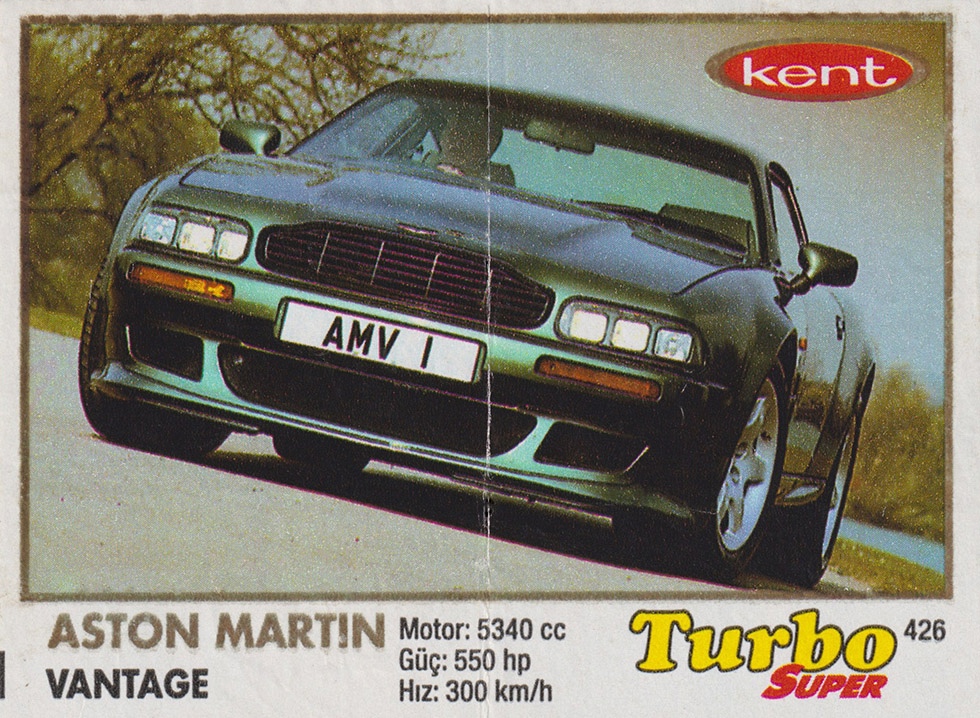 kent
AMV 1
ASTON MARTIN
VANTAGE
Motor: 5340 cc
Güç: 550 hp
Hız: 300 km/h
Turbo
SUPER
426